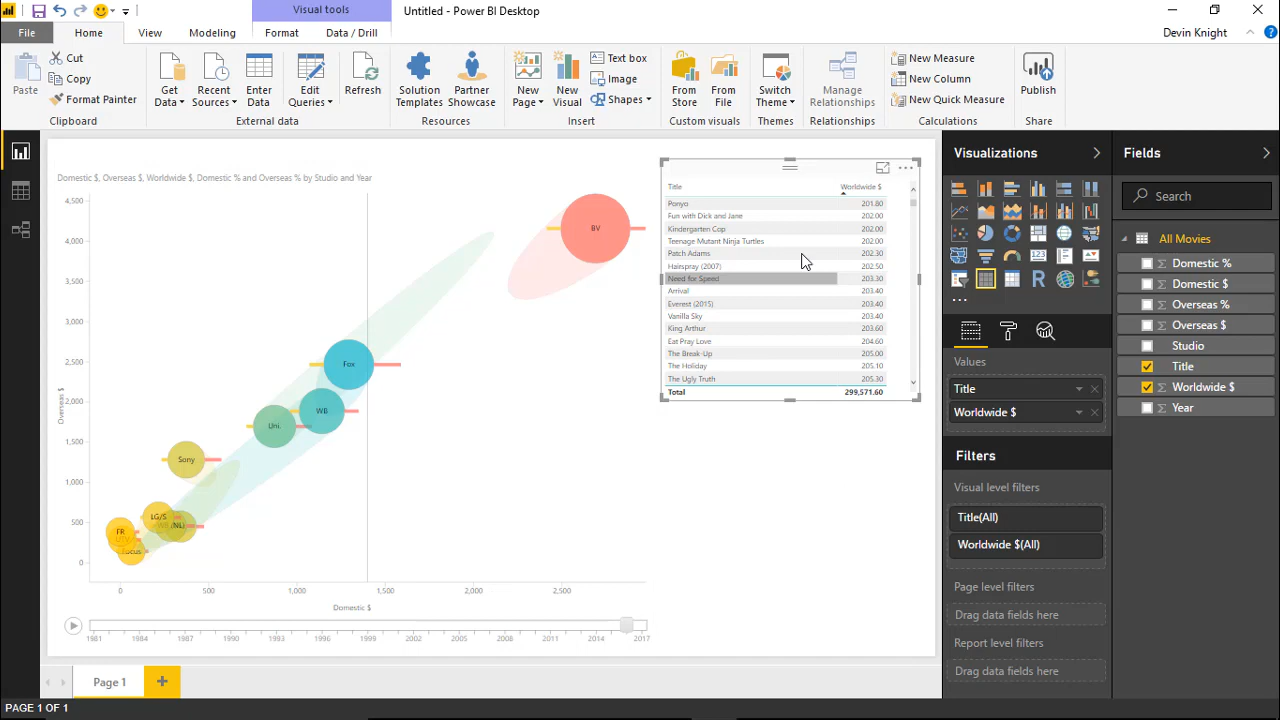 Visual tools
Untitled - Power BI Desktop
File
Home
View
Modeling
Format
Data / Drill
Devin Knight
Paste
Cut
Copy
Format Painter
Clipboard
Get Data
Recent Sources
Enter Data
Edit Queries
Refresh
External data
Solution Templates
Partner Showcase
Resources
New Page
New Visual
Text box
Image
Shapes
Insert
From Store
From File
Custom visuals
Switch Theme
Themes
Manage Relationships
Relationships
New Measure
New Column
New Quick Measure
Calculations
Publish
Share
Domestic $, Overseas $, Worldwide $, Domestic % and Overseas % by Studio and Year
4,500
4,000
3,500
3,000
2,500
2,000
1,500
1,000
500
0
Overseas $
BV
Fox
WB
Uni.
Sony
LG/S
WB (NL)
FR
Lucas
0
500
1,000
1,500
2,000
2,500
Domestic $
1981
1984
1987
1990
1993
1996
1999
2002
2005
2008
2011
2014
2017
Title Worldwide $
Ponyo 201.80
Fun with Dick and Jane 202.00
Kindergarten Cop 202.00
Teenage Mutant Ninja Turtles 202.00
Patch Adams 202.30
Hairspray (2007) 202.50
Need for Speed 203.30
Arrival 203.40
Everest (2015) 203.40
Vanilla Sky 203.40
King Arthur 203.60
Eat Pray Love 204.60
The Break-Up 205.00
The Holiday 205.10
The Ugly Truth 205.30
Total 299,571.60
Visualizations
123
R
Values
Title
Worldwide $
Filters
Visual level filters
Title(All)
Worldwide $(All)
Page level filters
Drag data fields here
Report level filters
Drag data fields here
Fields
Search
All Movies
Domestic %
Domestic $
Overseas %
Overseas $
Studio
Title
Worldwide $
Year
Page 1
PAGE 1 OF 1